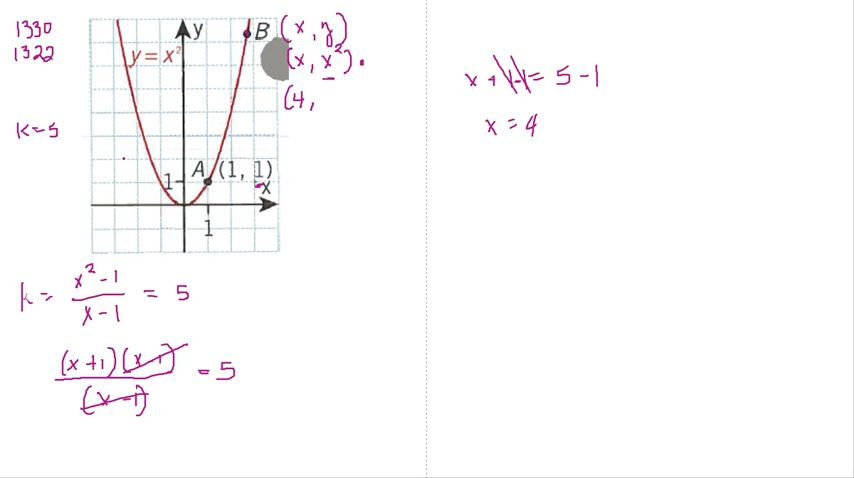 1330
1322
k=5
y
B (x, y)
y = x²
(x, x²).
(4,
A (1, 1)
1
x
1
k = x² - 1 / x - 1 = 5
(x + 1)(x - 1) / (x - 1) = 5
x + 1 - 1 = 5 - 1
x = 4